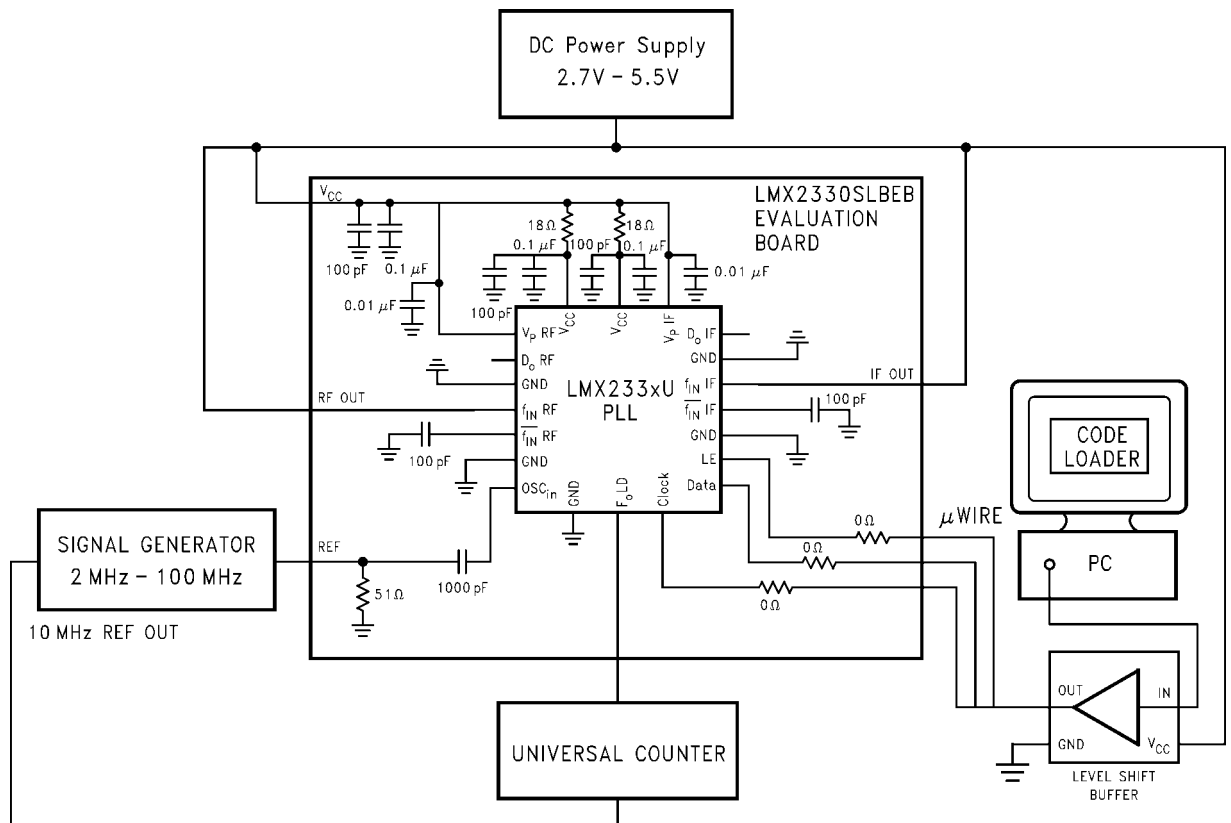 DC Power Supply
2.7V – 5.5V
LMX2330SLBEB
EVALUATION
BOARD
VCC
18Ω
18Ω
100 pF
0.1 μF
0.1 μF
100 pF
0.1 μF
0.01 μF
0.01 μF
100 pF
VCC
VCC
VP IF
VP RF
Do RF
GND
fIN RF
fIN RF
GND
OSCin
LMX233xU
PLL
Do IF
GND
fIN IF
fIN IF
GND
LE
Data
GND
FoLD
Clock
RF OUT
IF OUT
100 pF
100 pF
CODE
LOADER
μWIRE
0Ω
0Ω
0Ω
PC
SIGNAL GENERATOR
2 MHz – 100 MHz
REF
51Ω
1000 pF
10 MHz REF OUT
UNIVERSAL COUNTER
OUT
IN
GND
VCC
LEVEL SHIFT
BUFFER